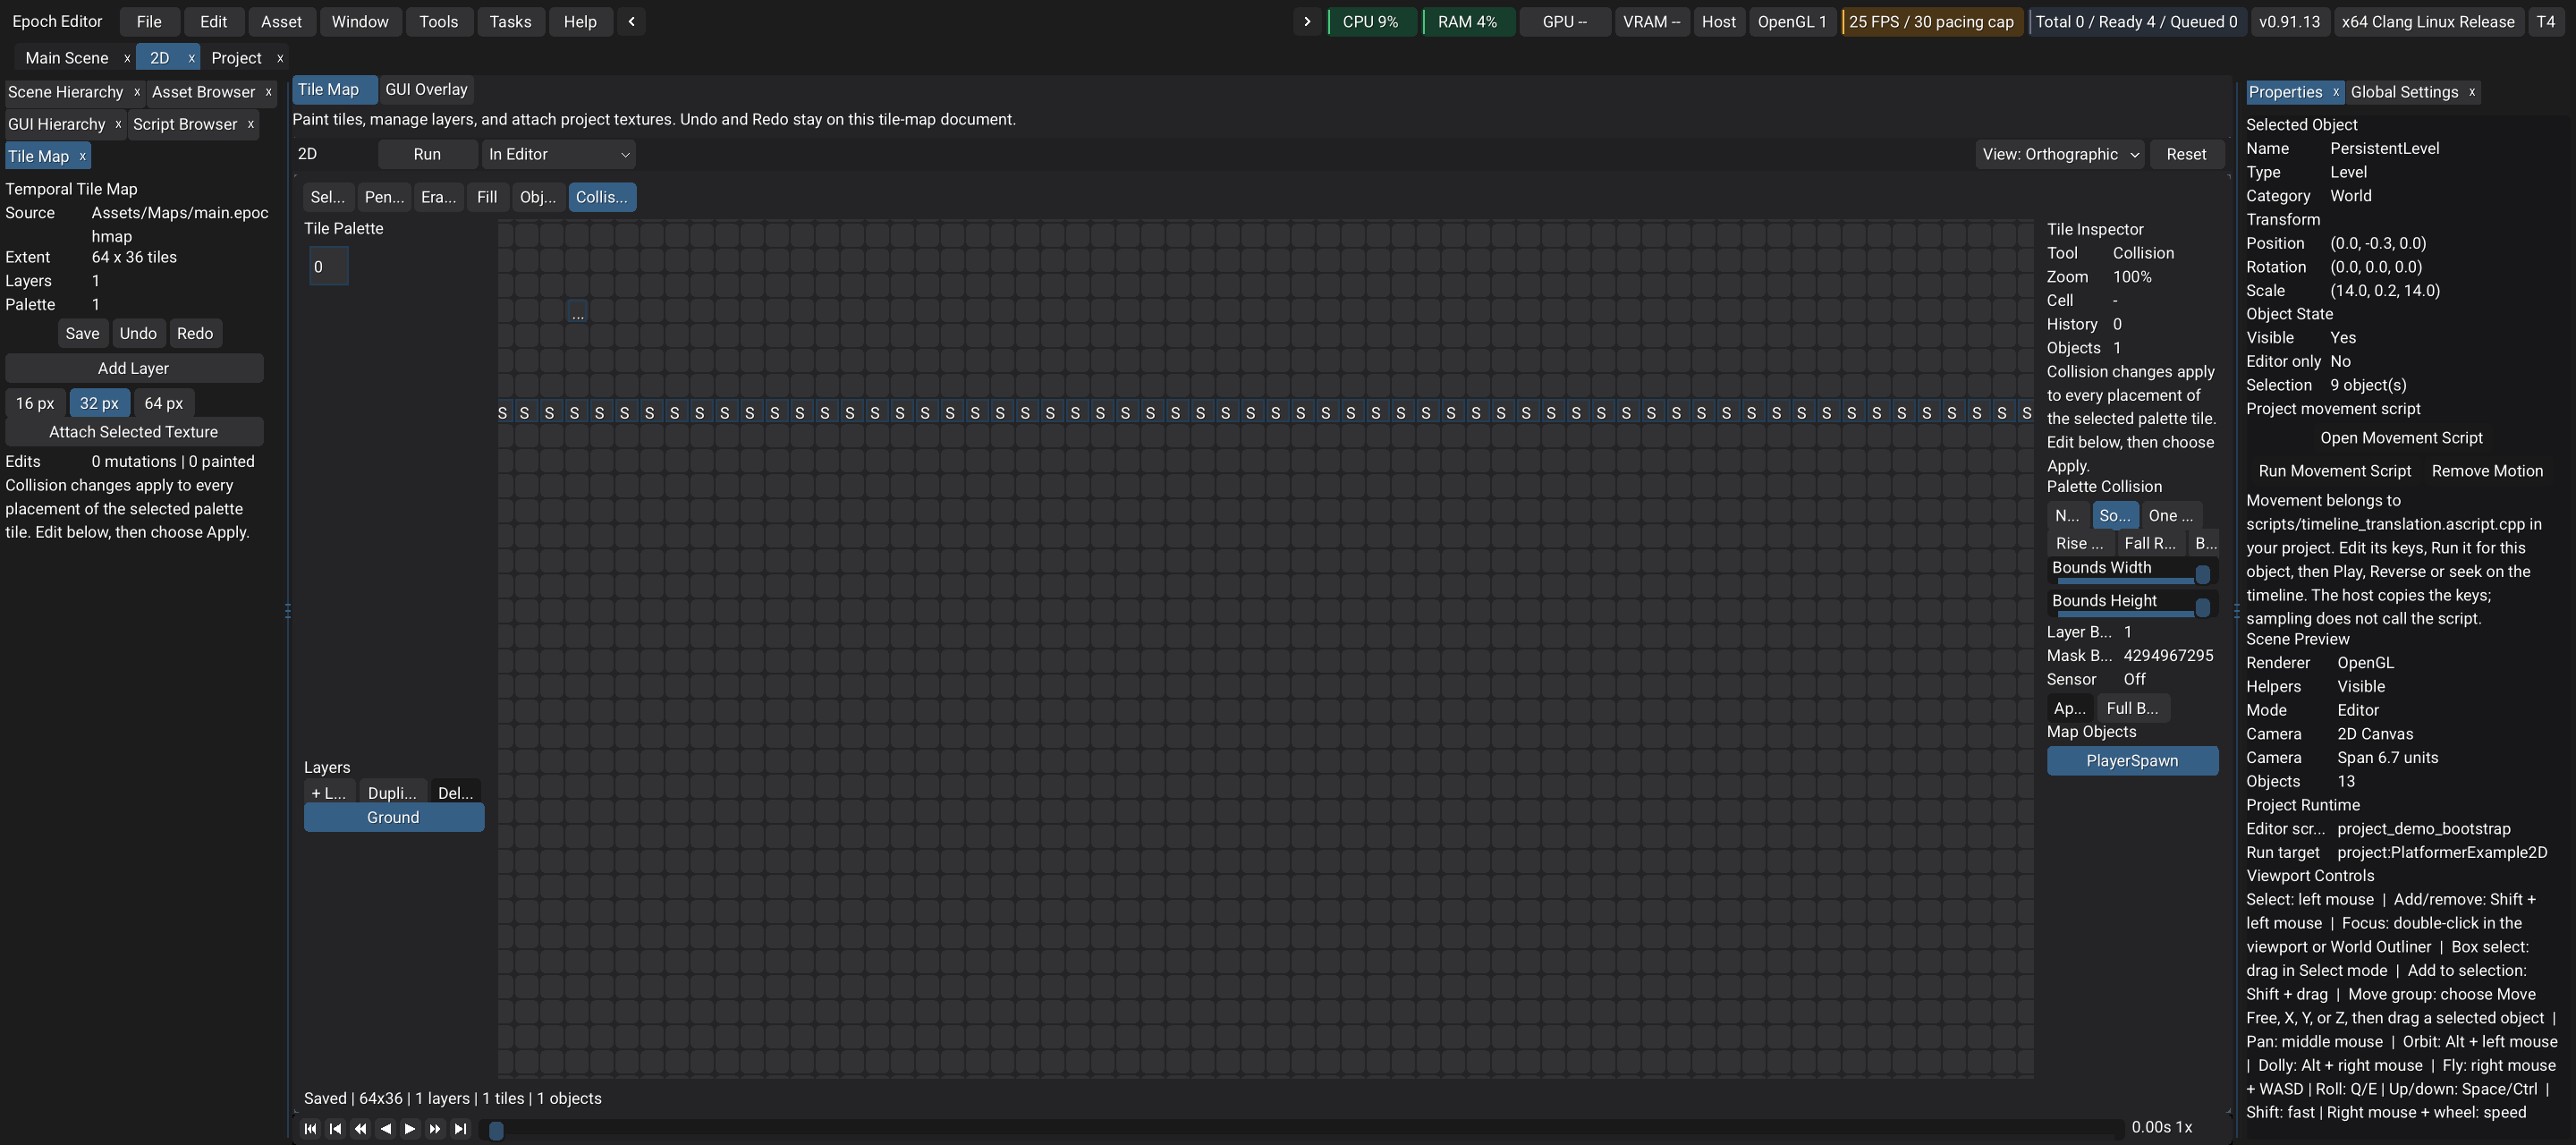 Epoch Editor File Edit Asset Window Tools Tasks Help CPU 9% RAM 4% GPU -- VRAM -- Host OpenGL 1 25 FPS / 30 pacing cap Total 0 / Ready 4 / Queued 0 v0.91.13 x64 Clang Linux Release T4
Main Scene x 2D x Project x
Scene Hierarchy x Asset Browser x
GUI Hierarchy x Script Browser x
Tile Map x
Temporal Tile Map
Source Assets/Maps/main.epoc
hmap
Extent 64 x 36 tiles
Layers 1
Palette 1
Save Undo Redo
Add Layer
16 px 32 px 64 px
Attach Selected Texture
Edits 0 mutations | 0 painted
Collision changes apply to every
placement of the selected palette
tile. Edit below, then choose Apply.
Tile Map GUI Overlay
Paint tiles, manage layers, and attach project textures. Undo and Redo stay on this tile-map document.
2D Run In Editor View: Orthographic Reset
Sel... Pen... Era... Fill Obj... Collis...
Tile Palette
0
...
S S S S S S S S S S S S S S S S S S S S S S S S S S S S S S S S S S S S S S S S S S S S S S S S S S S S S S S S S S S S S S
Layers
+ L... Dupli... Del...
Ground
Saved | 64x36 | 1 layers | 1 tiles | 1 objects
0.00s 1x
Tile Inspector
Tool Collision
Zoom 100%
Cell -
History 0
Objects 1
Collision changes apply
to every placement of
the selected palette tile.
Edit below, then choose
Apply.
Palette Collision
N... So... One ...
Rise ... Fall R... B...
Bounds Width
Bounds Height
Layer B... 1
Mask B... 4294967295
Sensor Off
Ap... Full B...
Map Objects
PlayerSpawn
Properties x Global Settings x
Selected Object
Name PersistentLevel
Type Level
Category World
Transform
Position (0.0, -0.3, 0.0)
Rotation (0.0, 0.0, 0.0)
Scale (14.0, 0.2, 14.0)
Object State
Visible Yes
Editor only No
Selection 9 object(s)
Project movement script
Open Movement Script
Run Movement Script Remove Motion
Movement belongs to
scripts/timeline_translation.ascript.cpp in
your project. Edit its keys, Run it for this
object, then Play, Reverse or seek on the
timeline. The host copies the keys;
sampling does not call the script.
Scene Preview
Renderer OpenGL
Helpers Visible
Mode Editor
Camera 2D Canvas
Camera Span 6.7 units
Objects 13
Project Runtime
Editor scr... project_demo_bootstrap
Run target project:PlatformerExample2D
Viewport Controls
Select: left mouse | Add/remove: Shift +
left mouse | Focus: double-click in the
viewport or World Outliner | Box select:
drag in Select mode | Add to selection:
Shift + drag | Move group: choose Move
Free, X, Y, or Z, then drag a selected object |
Pan: middle mouse | Orbit: Alt + left mouse
| Dolly: Alt + right mouse | Fly: right mouse
+ WASD | Roll: Q/E | Up/down: Space/Ctrl |
Shift: fast | Right mouse + wheel: speed